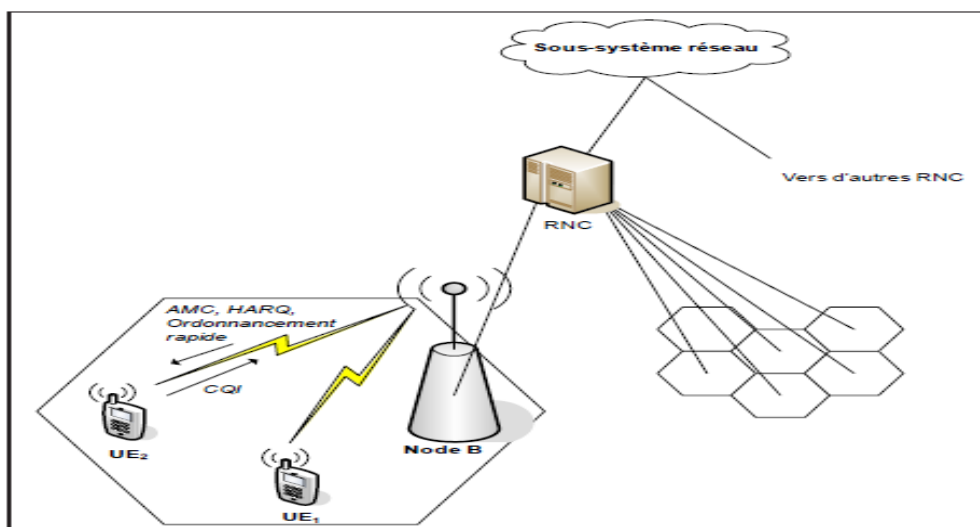 Sous-système réseau
Vers d'autres RNC
RNC
AMC, HARQ,
Ordonnancement
rapide
CQI
UE₂
Node B
UE₁